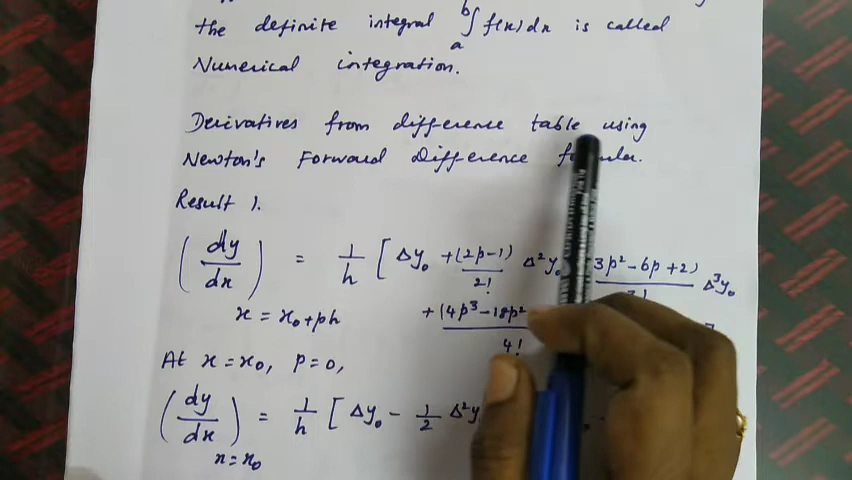 the definite integral ∫ₐᵇ f(x)dx is called
Numerical integration.
Derivatives from difference table using
Newton's Forward Difference
Result 1.
(dy/dx) = 1/h [ Δy₀ + (2p-1)/2! Δ²y₀ 3p²-6p+2)/3! Δ³y₀
x = x₀+ph + (4p³-18p² /4!
At x=x₀, p=0,
(dy/dx) = 1/h [ Δy₀ - 1/2 Δ²y
x=x₀